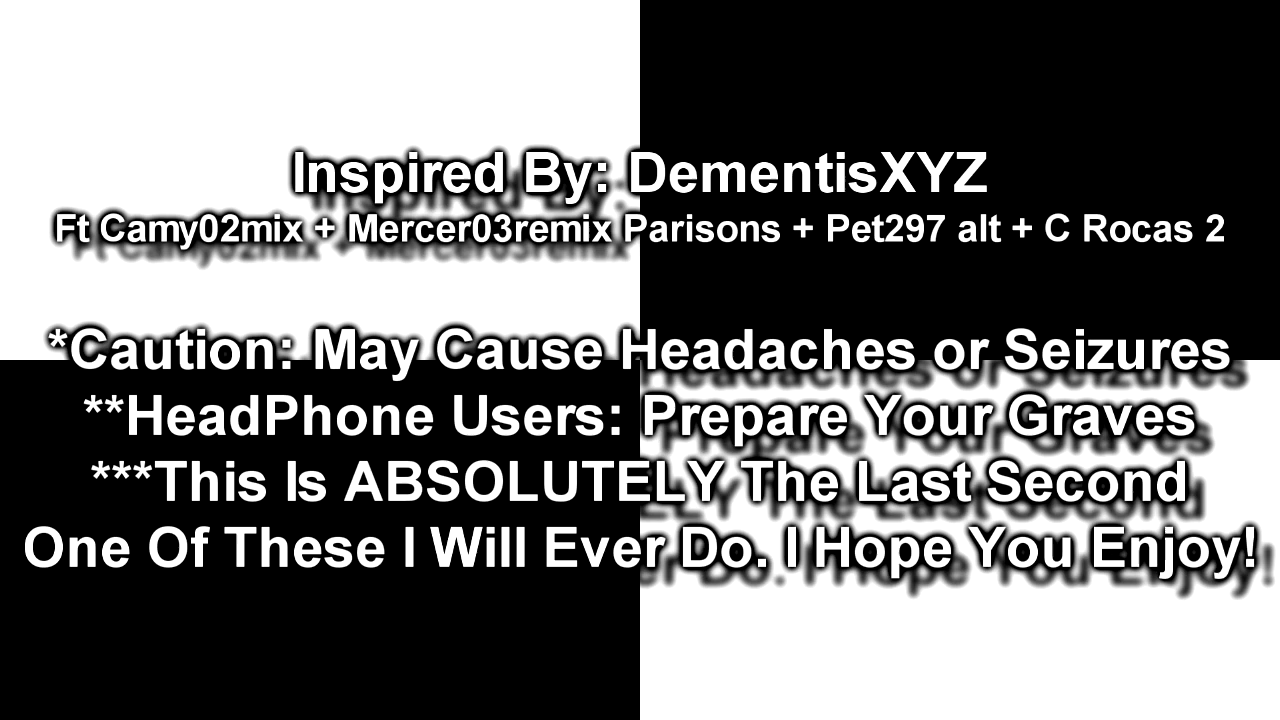 Inspired By: DementisXYZ
Ft Camy02mix + Mercer03remix Parisons + Pet297 alt + C Rocas 2
*Caution: May Cause Headaches or Seizures
**HeadPhone Users: Prepare Your Graves
***This Is ABSOLUTELY The Last Second
One Of These I Will Ever Do. I Hope You Enjoy!